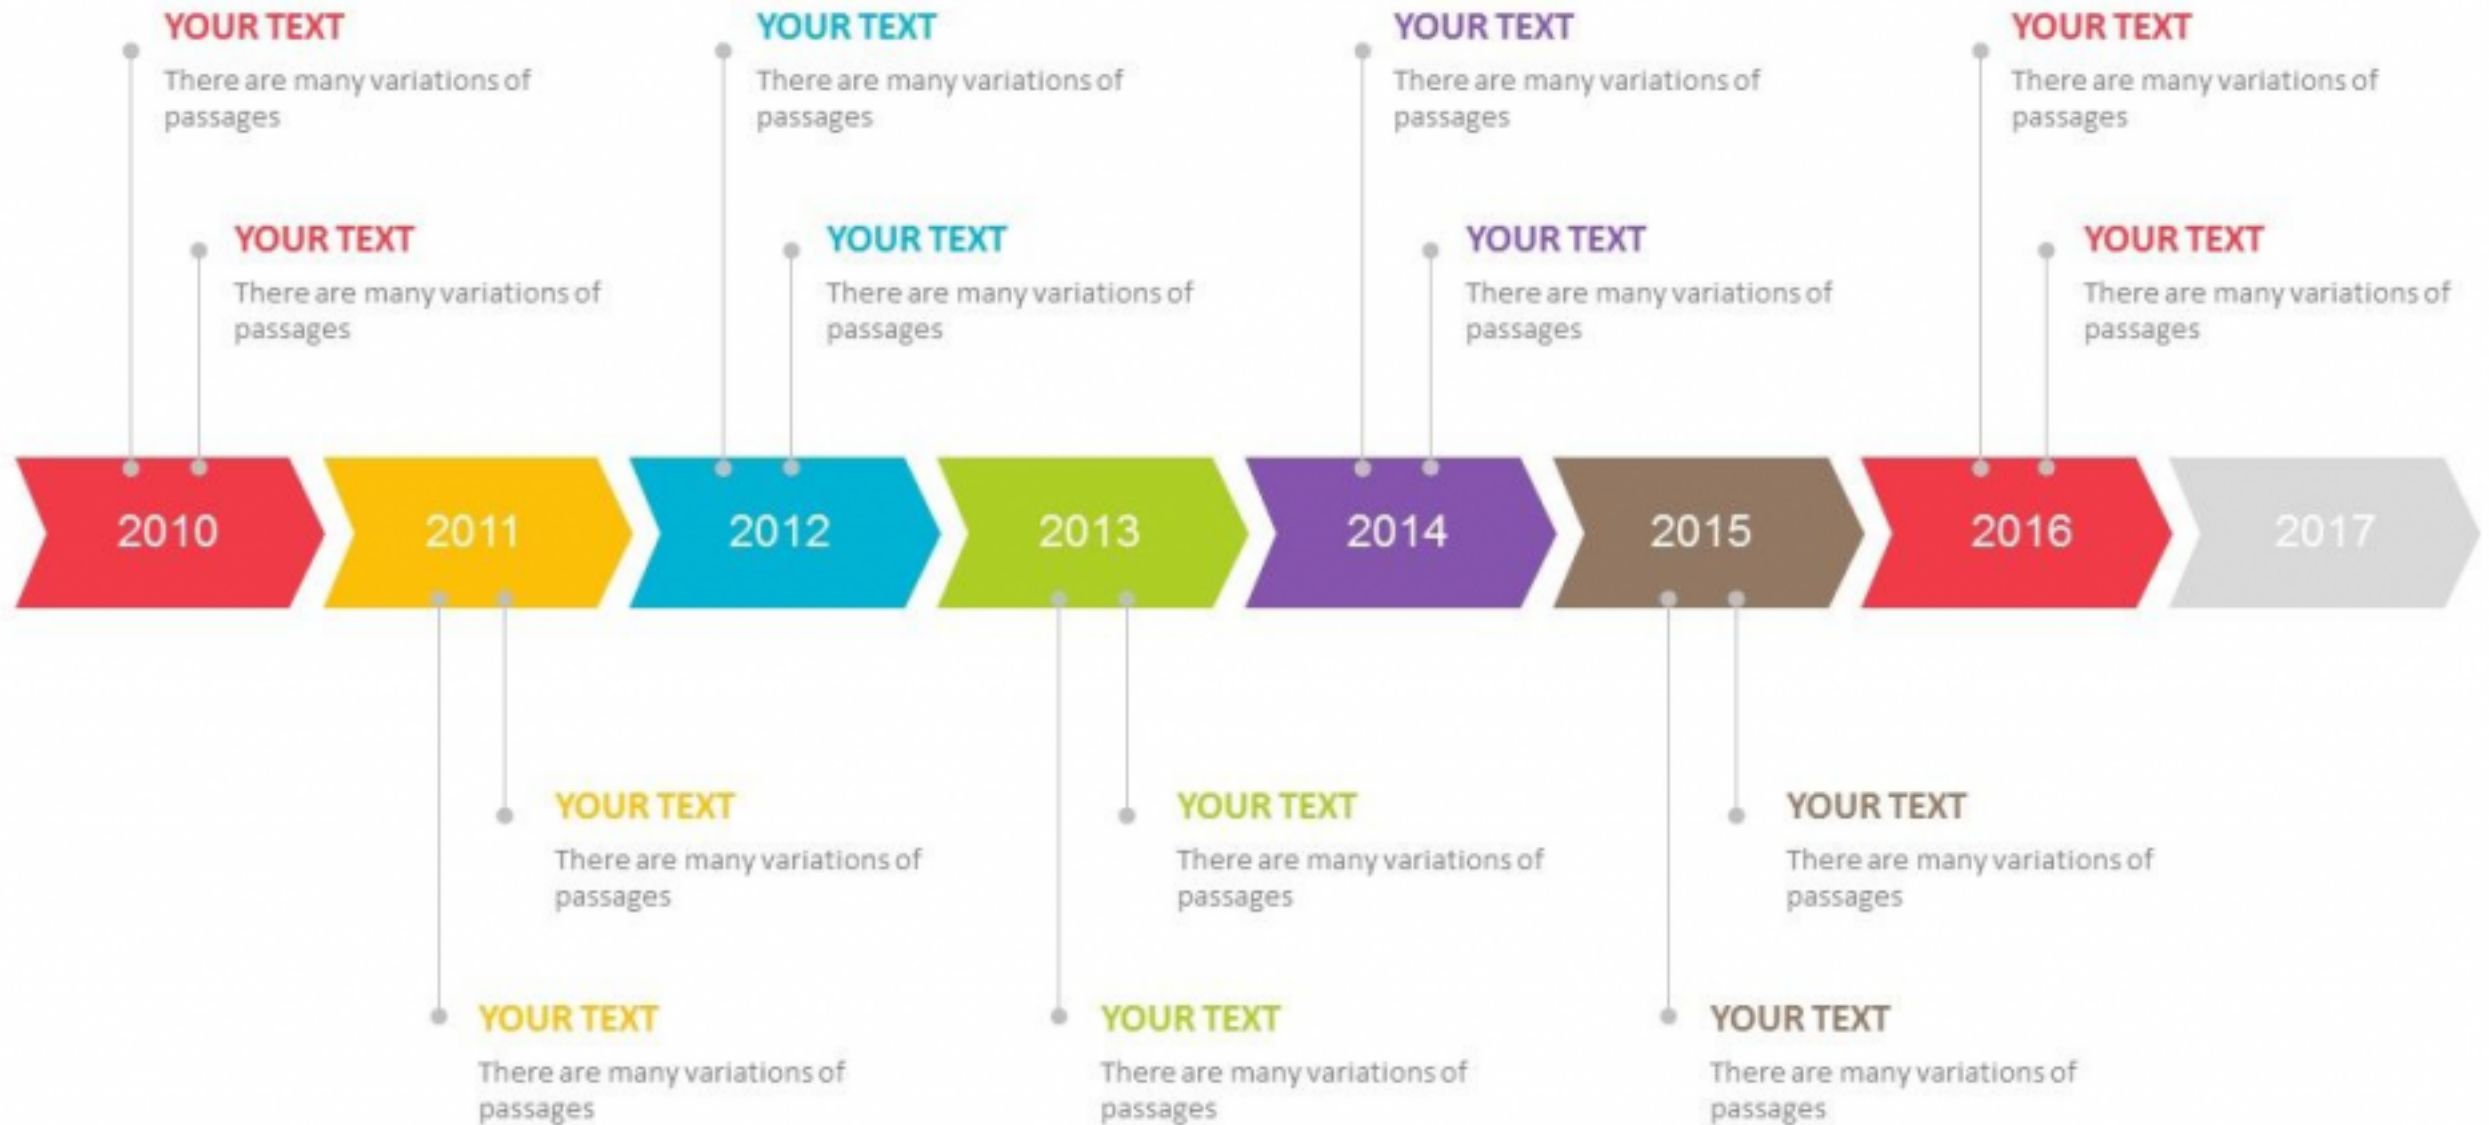 YOUR TEXT
There are many variations of
passages
YOUR TEXT
There are many variations of
passages
YOUR TEXT
There are many variations of
passages
YOUR TEXT
There are many variations of
passages
YOUR TEXT
There are many variations of
passages
YOUR TEXT
There are many variations of
passages
YOUR TEXT
There are many variations of
passages
YOUR TEXT
There are many variations of
passages
2010
2011
2012
2013
2014
2015
2016
2017
YOUR TEXT
There are many variations of
passages
YOUR TEXT
There are many variations of
passages
YOUR TEXT
There are many variations of
passages
YOUR TEXT
There are many variations of
passages
YOUR TEXT
There are many variations of
passages
YOUR TEXT
There are many variations of
passages